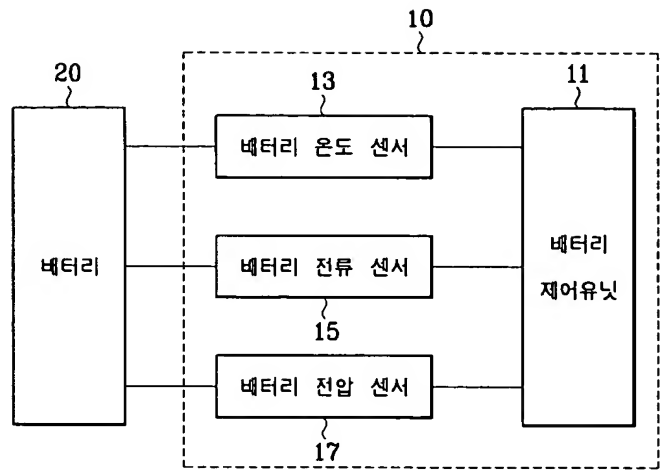 10
20
13
11
배터리 온도 센서
배터리
배터리 전류 센서
15
배터리
제어유닛
배터리 전압 센서
17